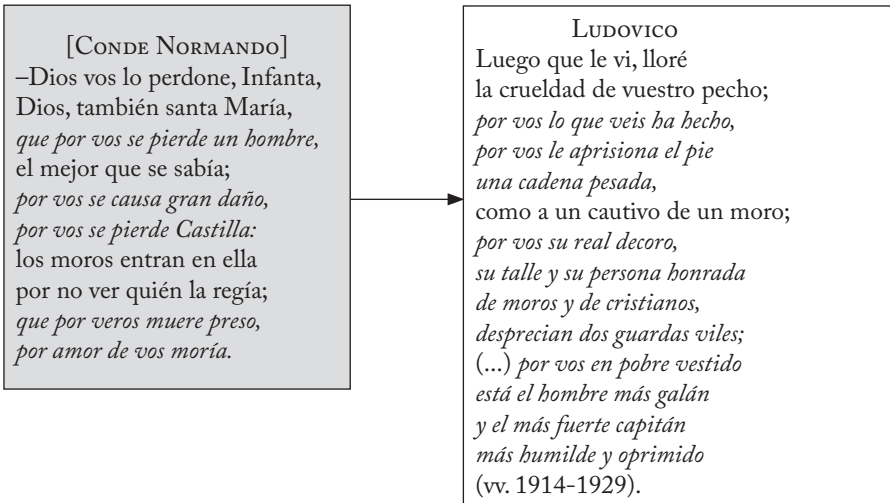 [Conde Normando]
–Dios vos lo perdone, Infanta,
Dios, también santa María,
que por vos se pierde un hombre,
el mejor que se sabía;
por vos se causa gran daño,
por vos se pierde Castilla:
los moros entran en ella
por no ver quién la regía;
que por veros muere preso,
por amor de vos moría.
Ludovico
Luego que le vi, lloré
la crueldad de vuestro pecho;
por vos lo que veis ha hecho,
por vos le aprisiona el pie
una cadena pesada,
como a un cautivo de un moro;
por vos su real decoro,
su talle y su persona honrada
de moros y de cristianos,
desprecian dos guardas viles;
(...) por vos en pobre vestido
está el hombre más galán
y el más fuerte capitán
más humilde y oprimido
(vv. 1914-1929).